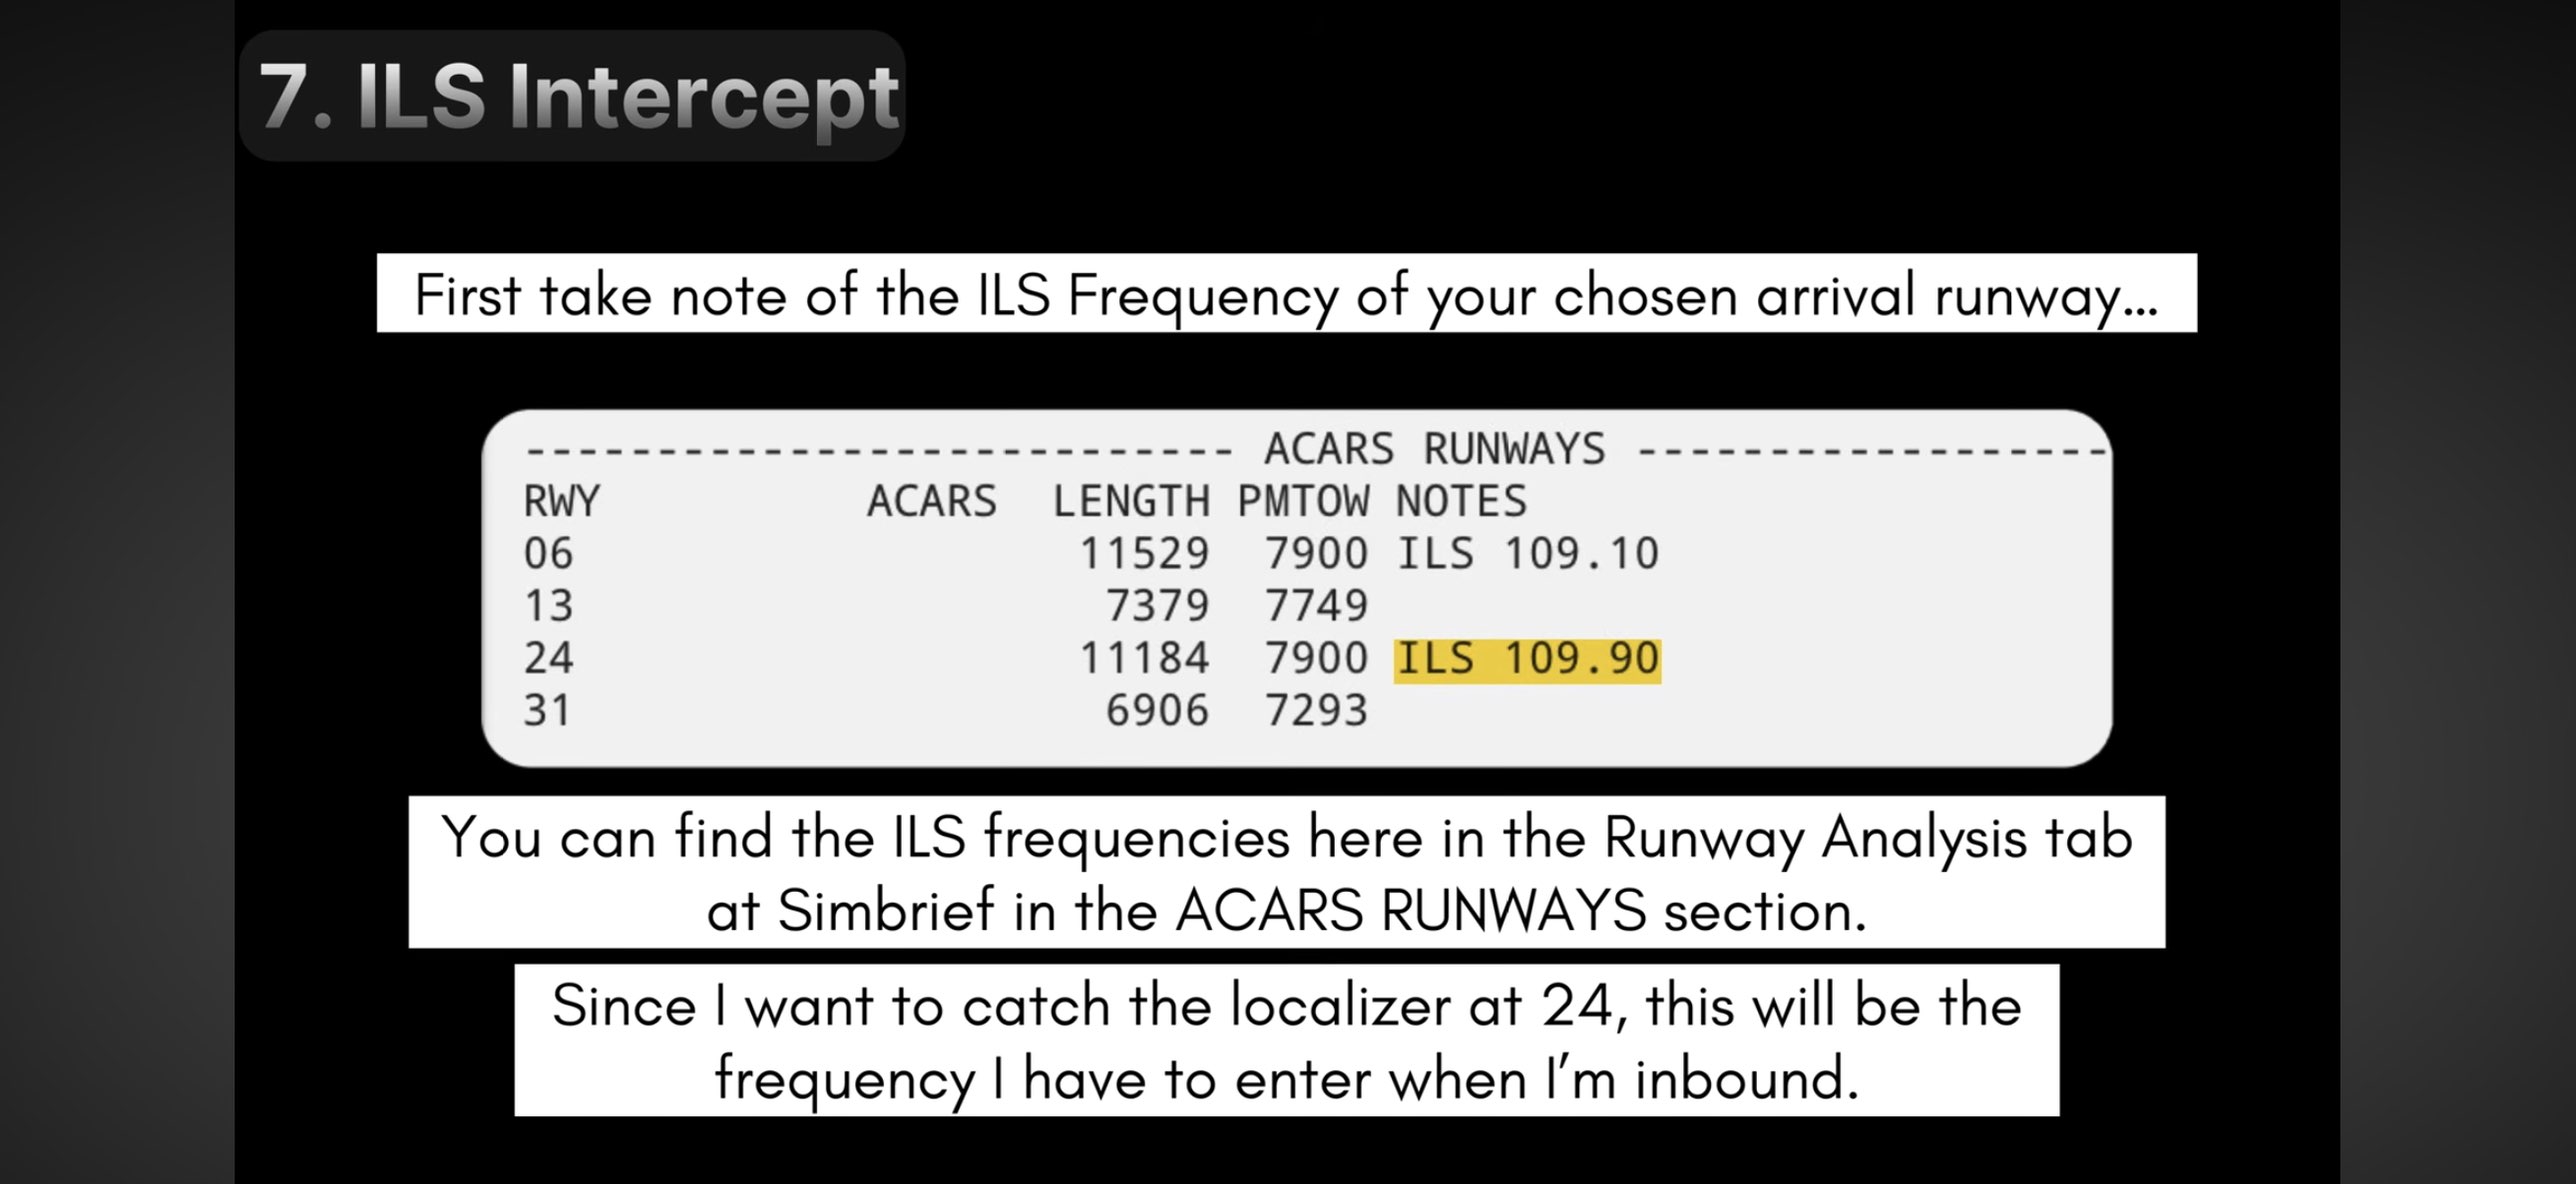 7. ILS Intercept
First take note of the ILS Frequency of your chosen arrival runway...
--------------------------- ACARS RUNWAYS ------------------
RWY ACARS LENGTH PMTOW NOTES
06 11529 7900 ILS 109.10
13 7379 7749
24 11184 7900 ILS 109.90
31 6906 7293
You can find the ILS frequencies here in the Runway Analysis tab
at Simbrief in the ACARS RUNWAYS section.
Since I want to catch the localizer at 24, this will be the
frequency I have to enter when I’m inbound.